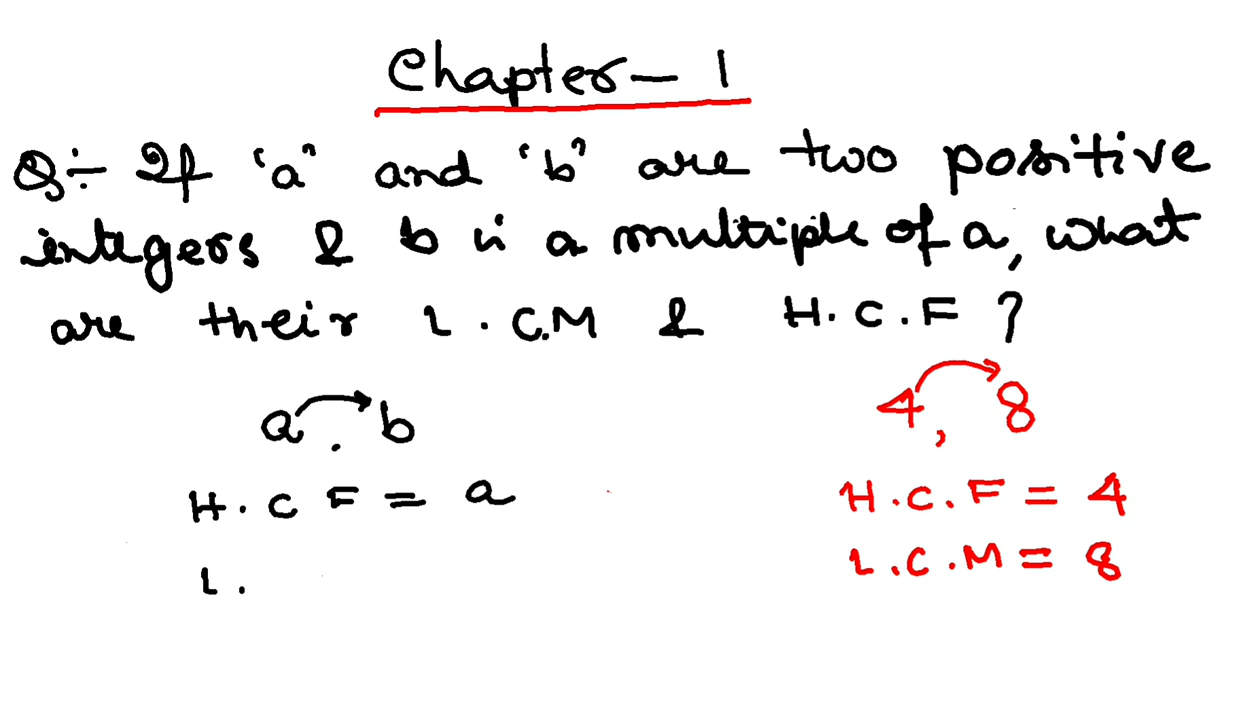 Chapter - 1
Q:- If 'a' and 'b' are two positive
integers & b is a multiple of a, what
are their L.C.M & H.C.F ?
a, b
4, 8
H.C F = a
H.C.F = 4
L.
L.C.M = 8